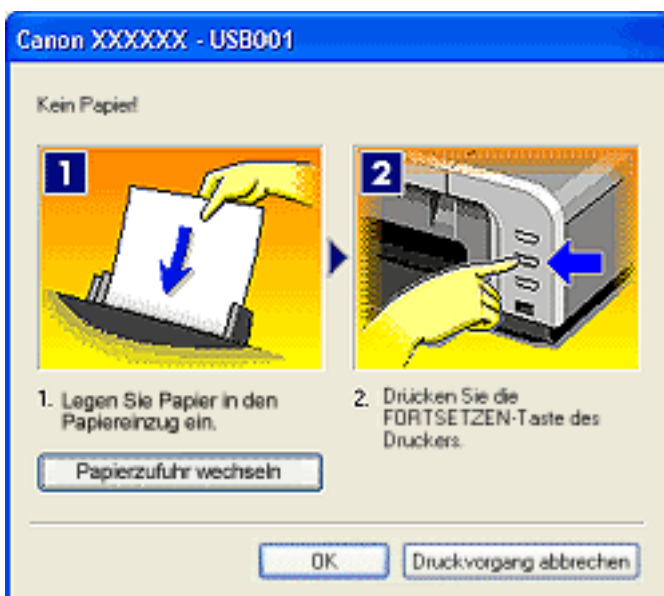 Canon XXXXXX - USB001
Kein Papier!
1
2
1. Legen Sie Papier in den
Papiereinzug ein.
2. Drücken Sie die
FORTSETZEN-Taste des
Druckers.
Papierzufuhr wechseln
OK
Druckvorgang abbrechen